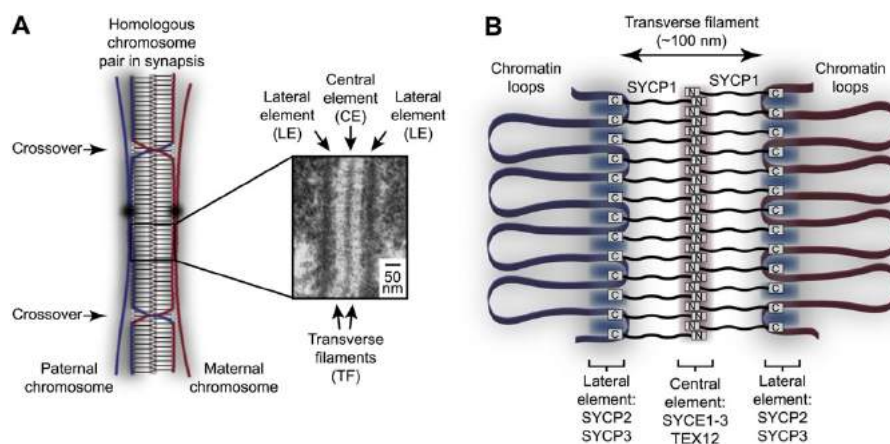 A
Homologous
chromosome
pair in synapsis
Crossover
Crossover
Paternal
chromosome
Maternal
chromosome
Lateral
element
(LE)
Central
element
(CE)
Lateral
element
(LE)
50
nm
Transverse
filaments
(TF)
B
Transverse filament
(~100 nm)
Chromatin
loops
SYCP1
SYCP1
Chromatin
loops
C N C
C N C
C N C
C N C
C N C
C N C
C N C
C N C
C N C
C N C
C N C
C N C
C N C
Lateral
element:
SYCP2
SYCP3
Central
element:
SYCE1-3
TEX12
Lateral
element:
SYCP2
SYCP3